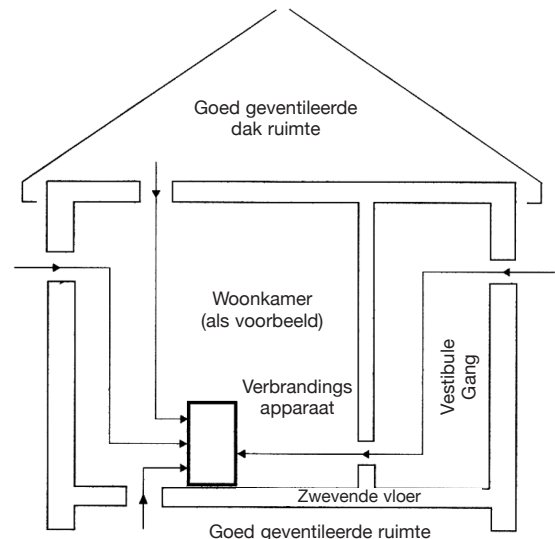 Goed geventileerde
dak ruimte
Woonkamer
(als voorbeeld)
Verbrandings
apparaat
Vestibule
Gang
Zwevende vloer
Goed geventileerde ruimte